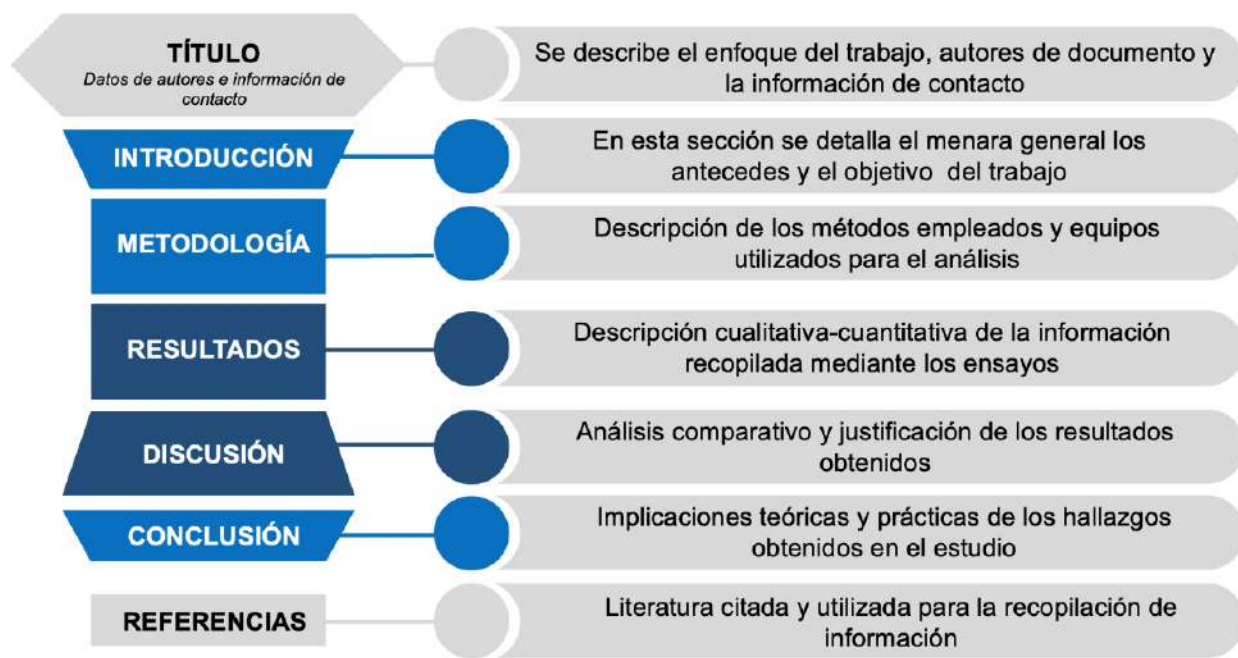 TÍTULO
Datos de autores e información de
contacto
Se describe el enfoque del trabajo, autores de documento y
la información de contacto
INTRODUCCIÓN
En esta sección se detalla el menara general los
antecedes y el objetivo del trabajo
METODOLOGÍA
Descripción de los métodos empleados y equipos
utilizados para el análisis
RESULTADOS
Descripción cualitativa-cuantitativa de la información
recopilada mediante los ensayos
DISCUSIÓN
Análisis comparativo y justificación de los resultados
obtenidos
CONCLUSIÓN
Implicaciones teóricas y prácticas de los hallazgos
obtenidos en el estudio
REFERENCIAS
Literatura citada y utilizada para la recopilación de
información